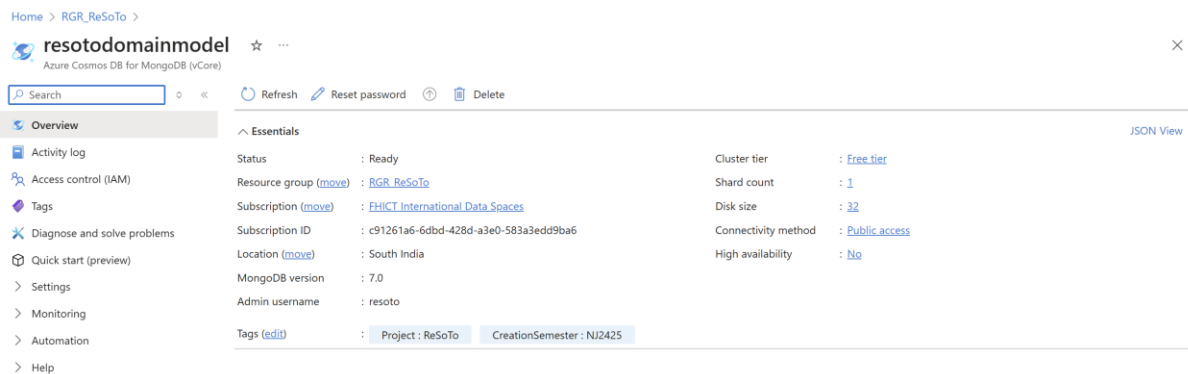 Home > RGR_ReSoTo >
resotodomainmodel
Azure Cosmos DB for MongoDB (vCore)
Search
Overview
Activity log
Access control (IAM)
Tags
Diagnose and solve problems
Quick start (preview)
Settings
Monitoring
Automation
Help
Refresh Reset password Delete
Essentials JSON View
Status : Ready
Resource group (move) : RGR_ReSoTo
Subscription (move) : FHICT International Data Spaces
Subscription ID : c91261a6-6dbd-428d-a3e0-583a3edd9ba6
Location (move) : South India
MongoDB version : 7.0
Admin username : resoto
Cluster tier : Free tier
Shard count : 1
Disk size : 32
Connectivity method : Public access
High availability : No
Tags (edit) : Project : ReSoTo CreationSemester : NJ2425